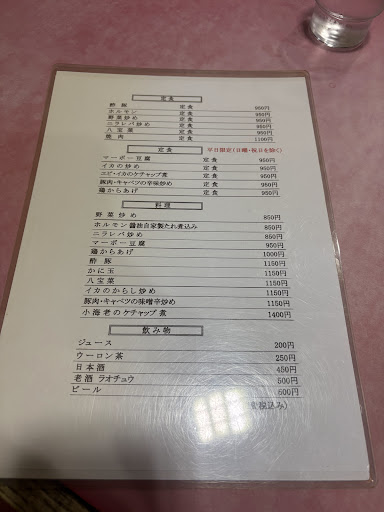 定食
酢豚 定食 950円
ホルモン 定食 950円
野菜炒め 定食 950円
ニラレバ炒め 定食 950円
八宝菜 定食 950円
焼肉 定食 1100円
定食 平日限定(日曜・祝日を除く)
マーボー豆腐 定食 950円
イカの炒め 定食 950円
エビ・イカのケチャップ煮 定食 950円
豚肉・キャベツの辛味炒め 定食 950円
鶏からあげ 定食 950円
料理
野菜炒め 850円
ホルモン醤油自家製たれ煮込み 850円
ニラレバ炒め 850円
マーボー豆腐 950円
鶏からあげ 1000円
酢豚 1150円
かに玉 1150円
八宝菜 1150円
イカのからし炒め 1150円
豚肉・キャベツの味噌辛炒め 1150円
小海老のケチャップ煮 1400円
飲み物
ジュース 200円
ウーロン茶 250円
日本酒 450円
老酒 ラオチュウ 500円
ビール 600円
税込み)